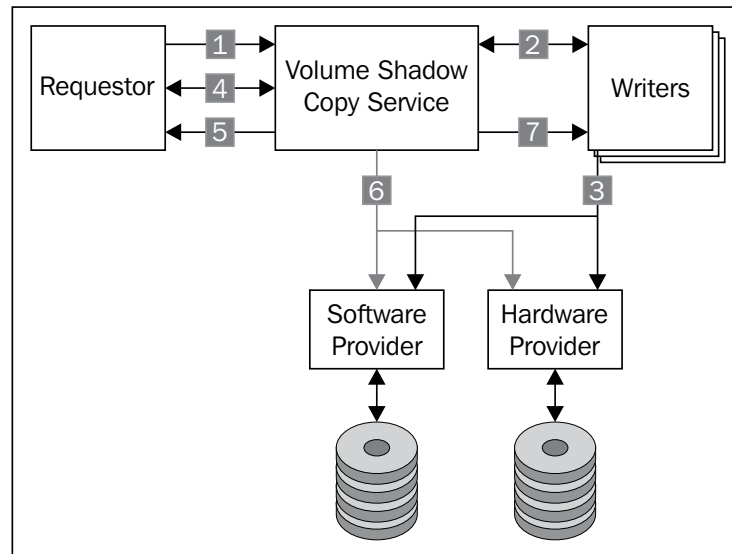 1
2
Requestor
4
Volume Shadow
Copy Service
Writers
5
7
6
3
Software
Provider
Hardware
Provider